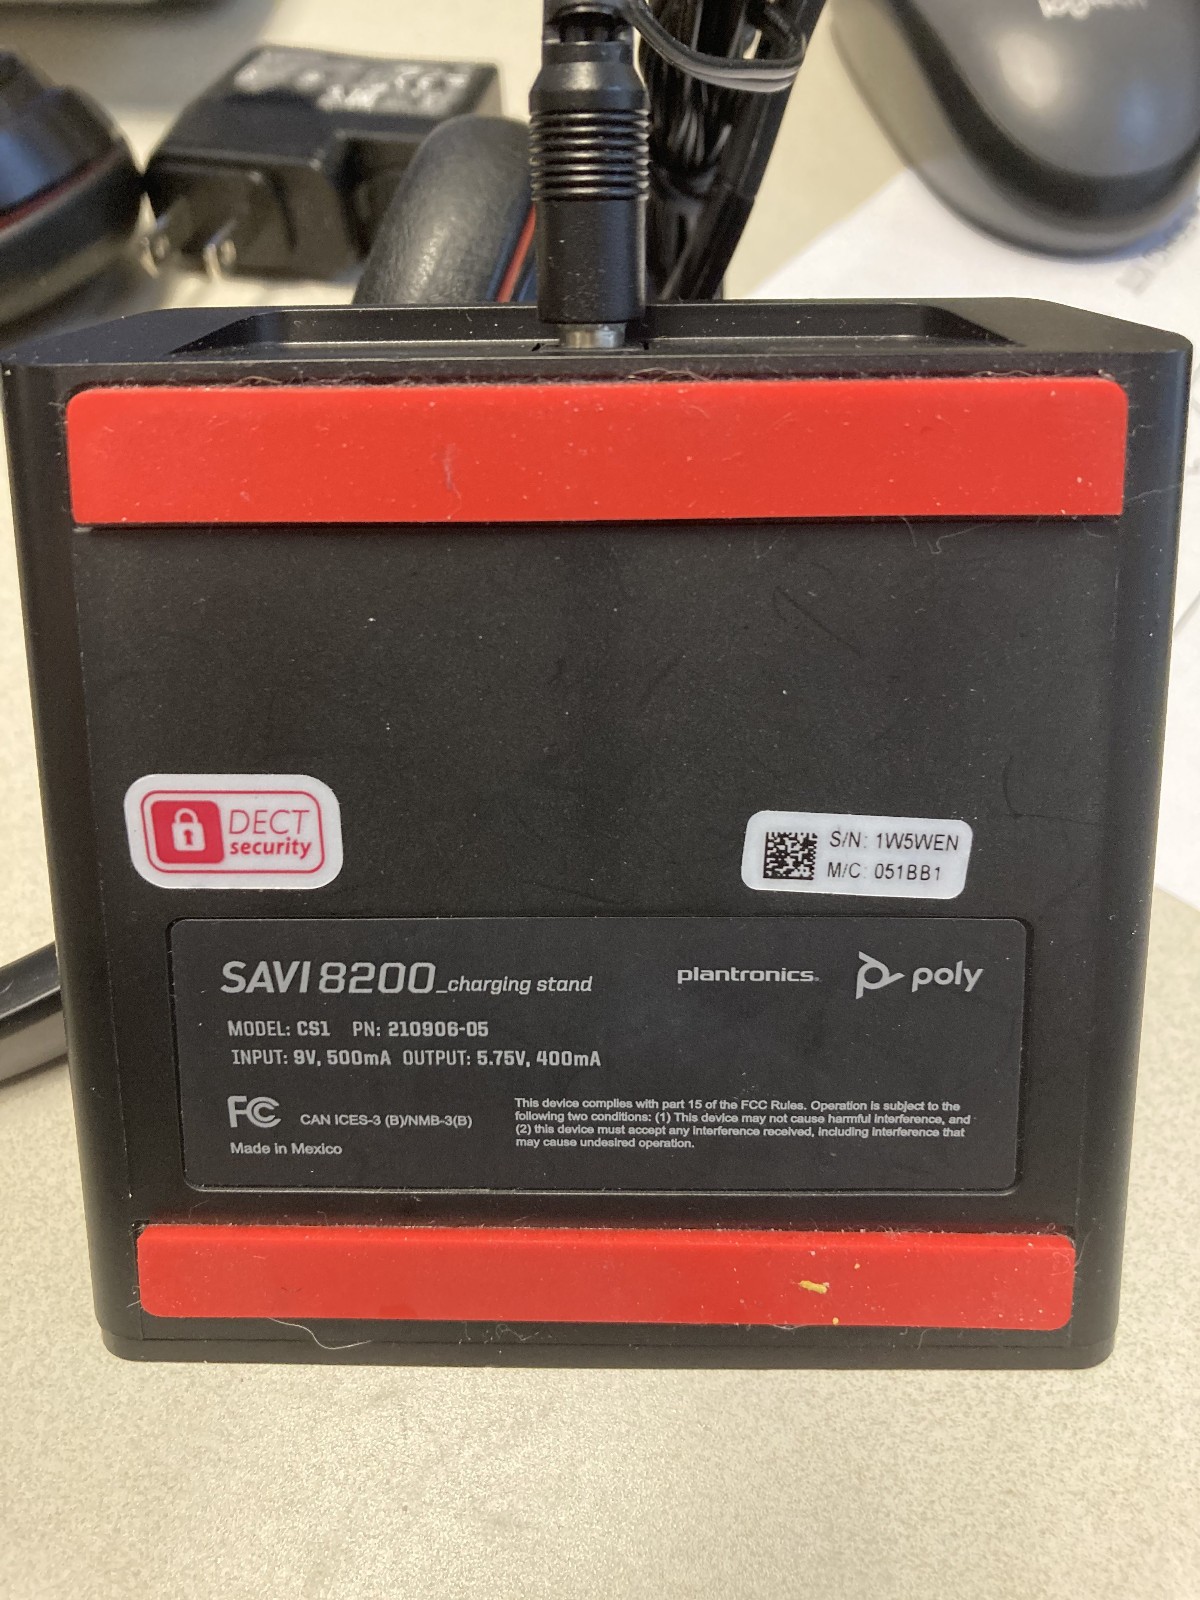 DECT
security
S/N: 1W5WEN
M/C: 051BB1
SAVI 8200_charging stand
plantronics.
poly
MODEL: CS1 PN: 210906-05
INPUT: 9V, 500mA OUTPUT: 5.75V, 400mA
FC
CAN ICES-3 (B)/NMB-3(B)
Made in Mexico
This device complies with part 15 of the FCC Rules. Operation is subject to the
following two conditions: (1) This device may not cause harmful interference, and
(2) this device must accept any interference received, including interference that
may cause undesired operation.